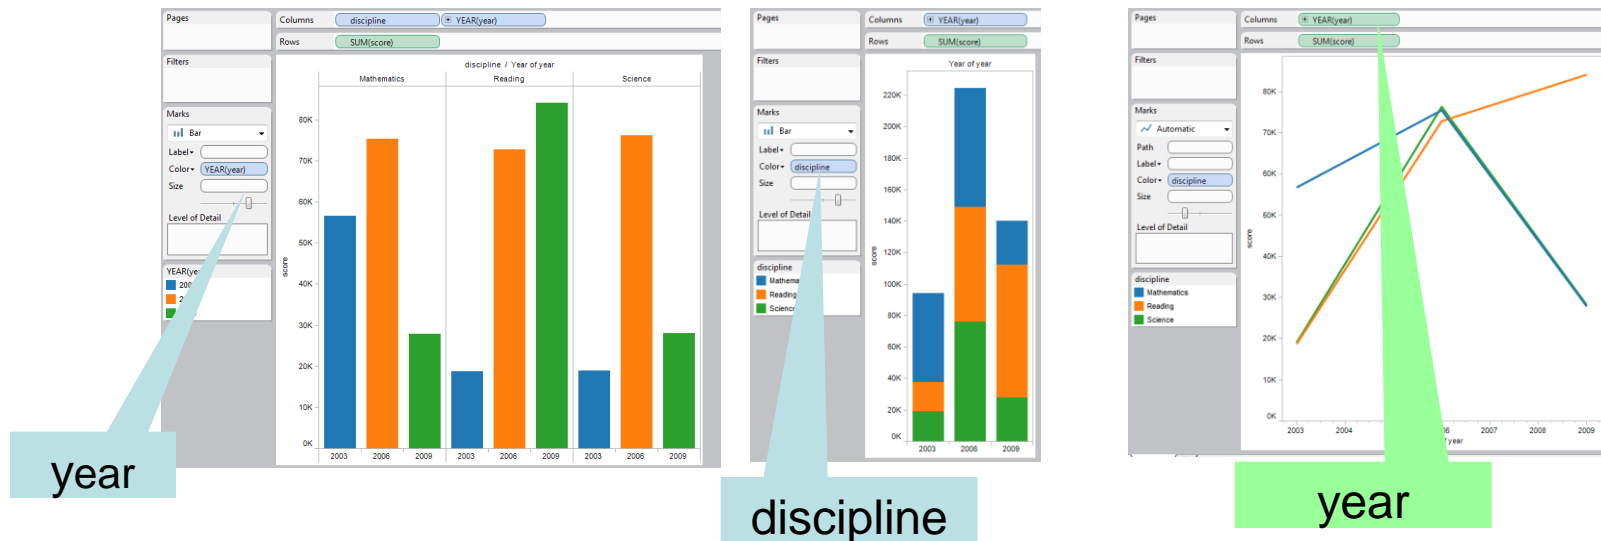 Pages
Columns discipline YEAR(year)
Rows SUM(score)
Filters
discipline / Year of year
Mathematics Reading Science
Marks
Bar
Label
Color YEAR(year)
Size
Level of Detail
80K
70K
60K
50K
40K
30K
20K
10K
0K
score
2003 2006 2009 2003 2006 2009 2003 2006 2009
year
Pages
Columns YEAR(year)
Rows SUM(score)
Filters
Year of year
Marks
Bar
Label
Color discipline
Size
Level of Detail
discipline
Reading
220K
200K
180K
160K
140K
120K
100K
80K
60K
40K
20K
0K
score
2003 2006 2009
discipline
Pages
Columns YEAR(year)
Rows SUM(score)
Filters
Marks
Automatic
Path
Label
Color discipline
Size
Level of Detail
discipline
Mathematics
Reading
Science
80K
70K
60K
50K
40K
30K
20K
10K
0K
score
2003 2004 2007 2008 2009
year
year